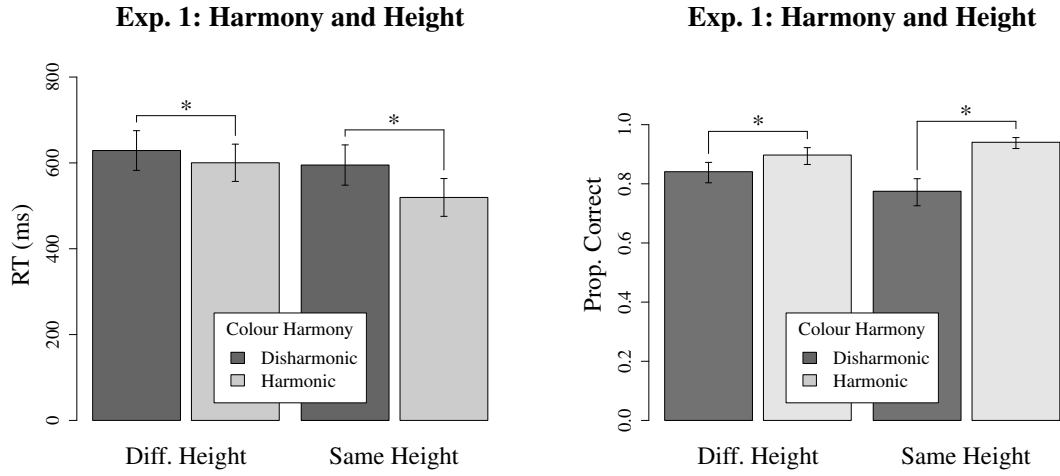 Exp. 1: Harmony and Height
RT (ms)
800
600
400
200
0
*
*
Colour Harmony
Disharmonic
Harmonic
Diff. Height
Same Height
Exp. 1: Harmony and Height
Prop. Correct
1.0
0.8
0.6
0.4
0.2
0.0
*
*
Colour Harmony
Disharmonic
Harmonic
Diff. Height
Same Height